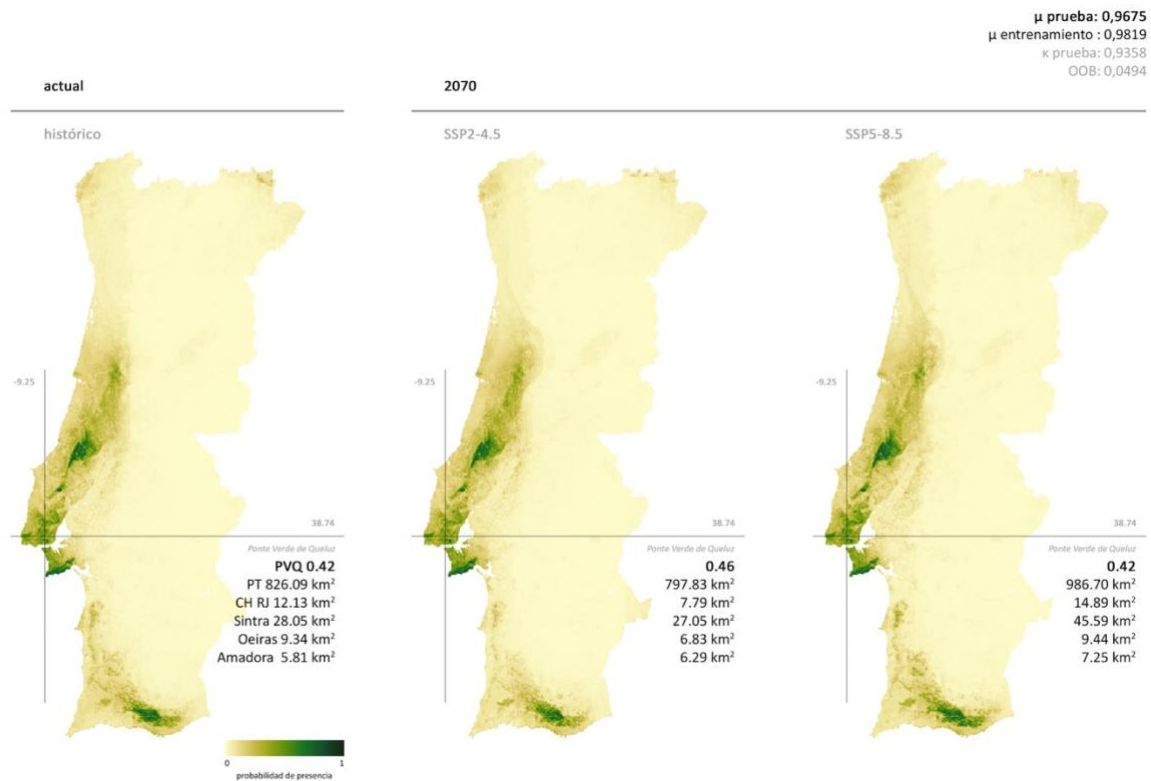 μ prueba: 0,9675
μ entrenamiento : 0,9819
κ prueba: 0,9358
OOB: 0,0494
actual
2070
histórico
SSP2-4.5
SSP5-8.5
-9.25
-9.25
-9.25
38.74
38.74
38.74
Ponte Verde de Queluz
PVQ 0.42
PT 826.09 km²
CH RJ 12.13 km²
Sintra 28.05 km²
Oeiras 9.34 km²
Amadora 5.81 km²
Ponte Verde de Queluz
0.46
797.83 km²
7.79 km²
27.05 km²
6.83 km²
6.29 km²
Ponte Verde de Queluz
0.42
986.70 km²
14.89 km²
45.59 km²
9.44 km²
7.25 km²
0 1
probabilidad de presencia